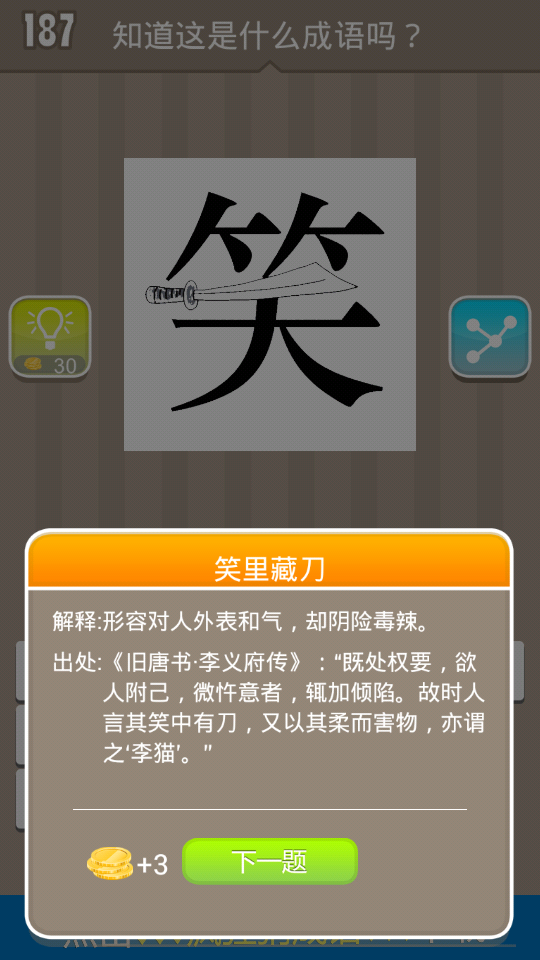 187 知道这是什么成语吗？
笑
30
笑里藏刀
解释:形容对人外表和气，却阴险毒辣。
出处:《旧唐书·李义府传》：“既处权要，欲
人附己，微忤意者，辄加倾陷。故时人
言其笑中有刀，又以其柔而害物，亦谓
之‘李猫’。”
+3 下一题